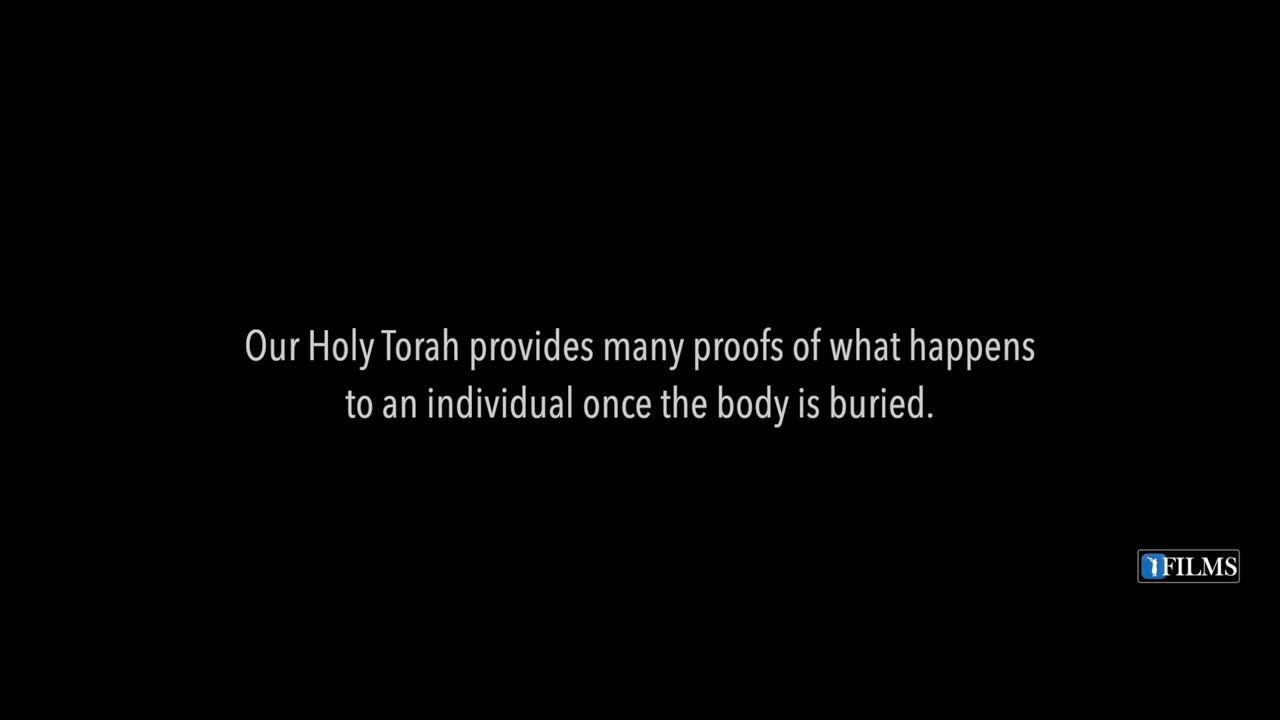 Our Holy Torah provides many proofs of what happens
to an individual once the body is buried.
FILMS